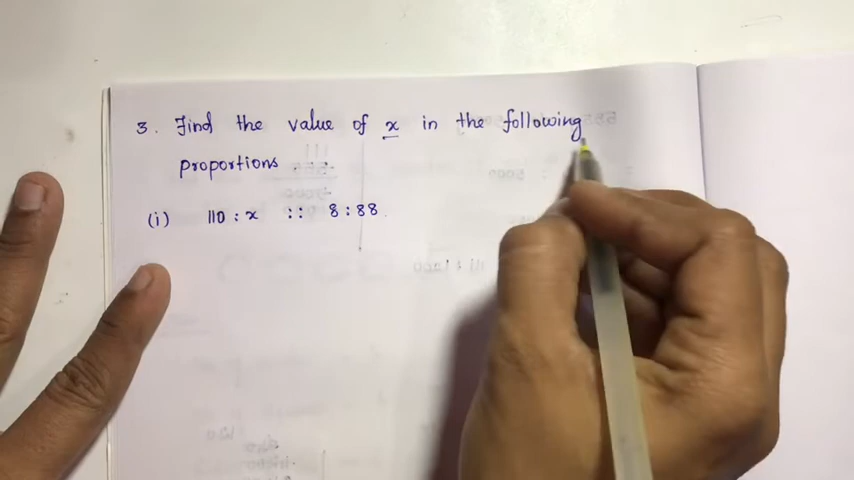 3. Find the value of x in the following
proportions. . . .
(i) 110 : x :: 8 : 88